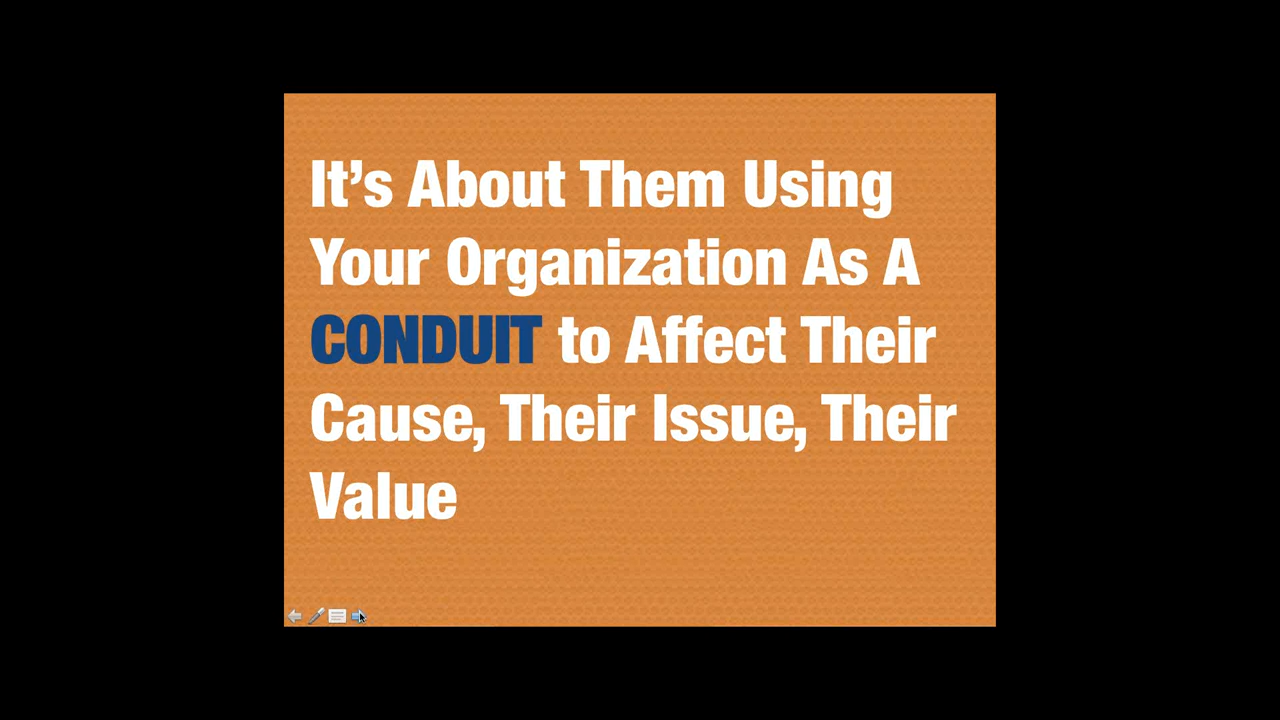 It’s About Them Using
Your Organization As A
CONDUIT to Affect Their
Cause, Their Issue, Their
Value